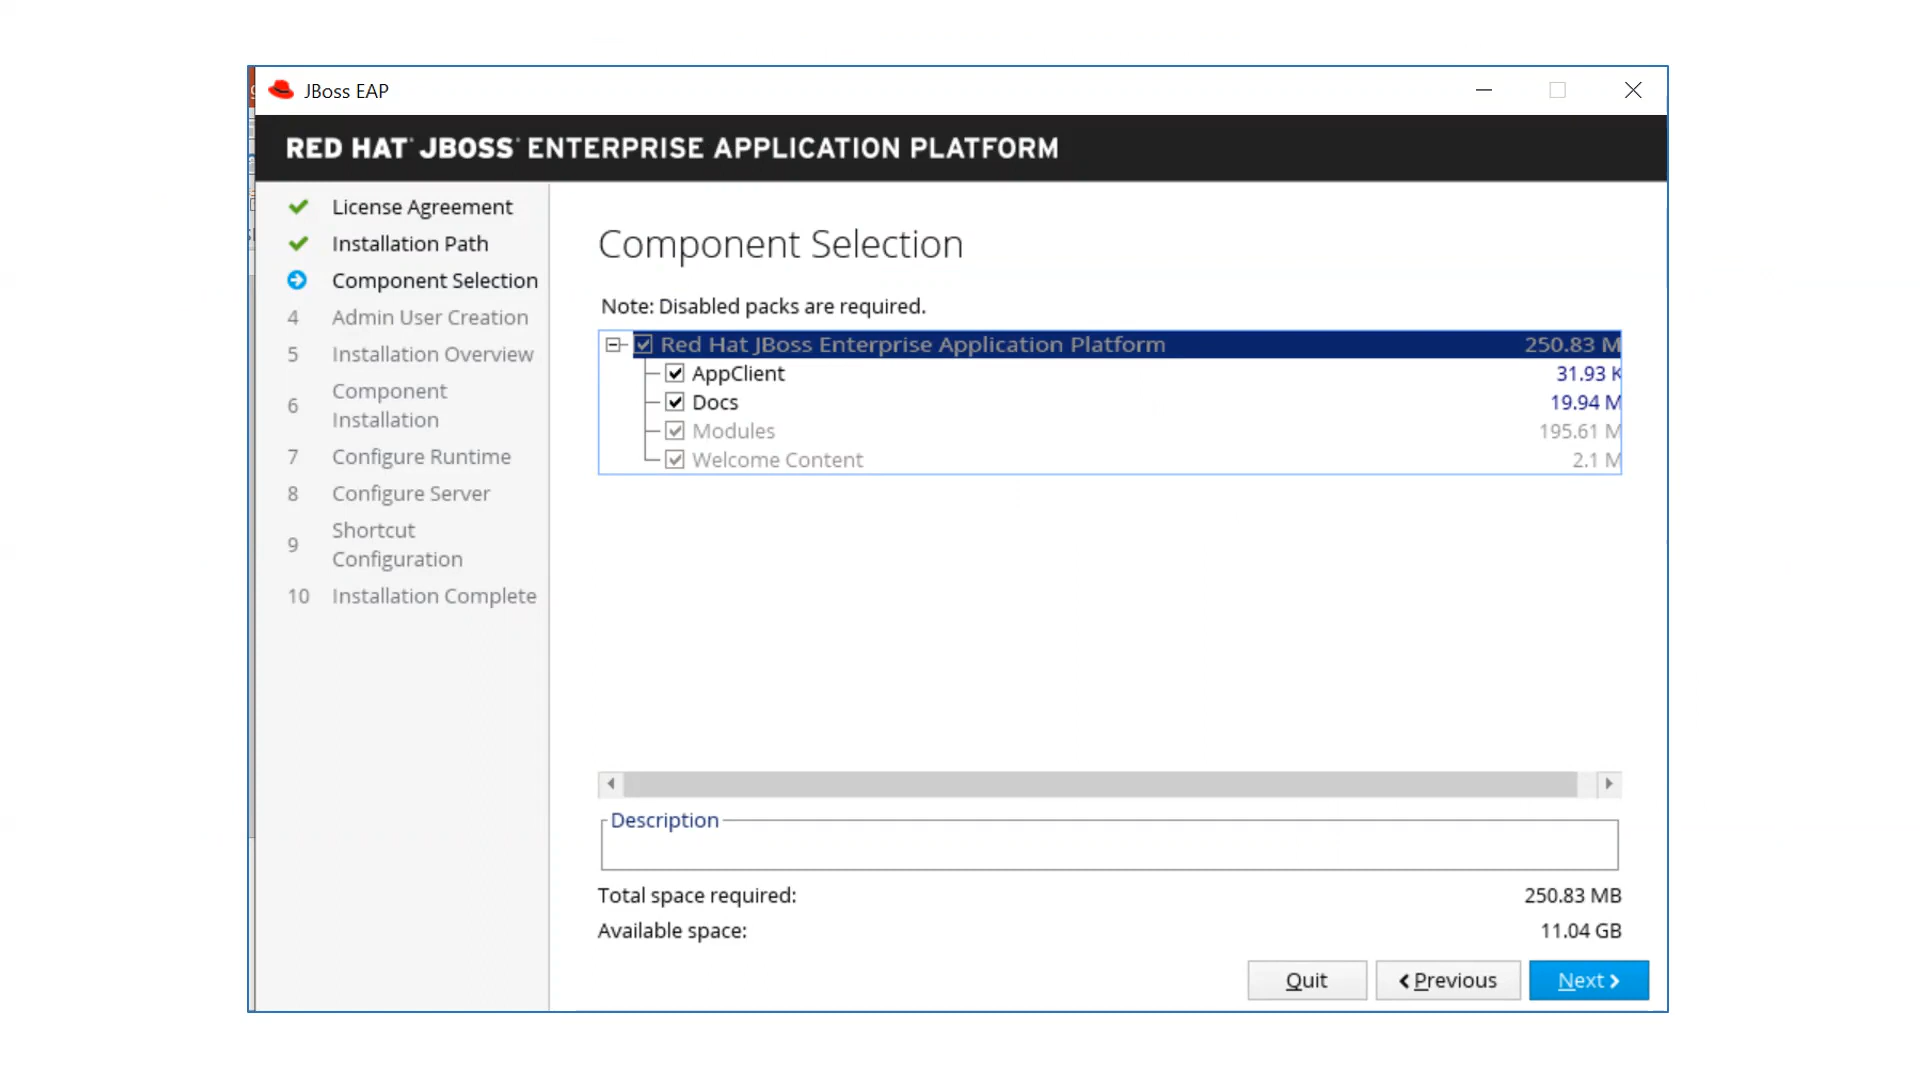 JBoss EAP
RED HAT® JBOSS® ENTERPRISE APPLICATION PLATFORM
License Agreement
Installation Path
Component Selection
4 Admin User Creation
5 Installation Overview
6 Component
Installation
7 Configure Runtime
8 Configure Server
9 Shortcut
Configuration
10 Installation Complete
Component Selection
Note: Disabled packs are required.
Red Hat JBoss Enterprise Application Platform 250.83 M
AppClient 31.93 K
Docs 19.94 M
Modules 195.61 M
Welcome Content 2.1 M
Description
Total space required: 250.83 MB
Available space: 11.04 GB
Quit
Previous
Next